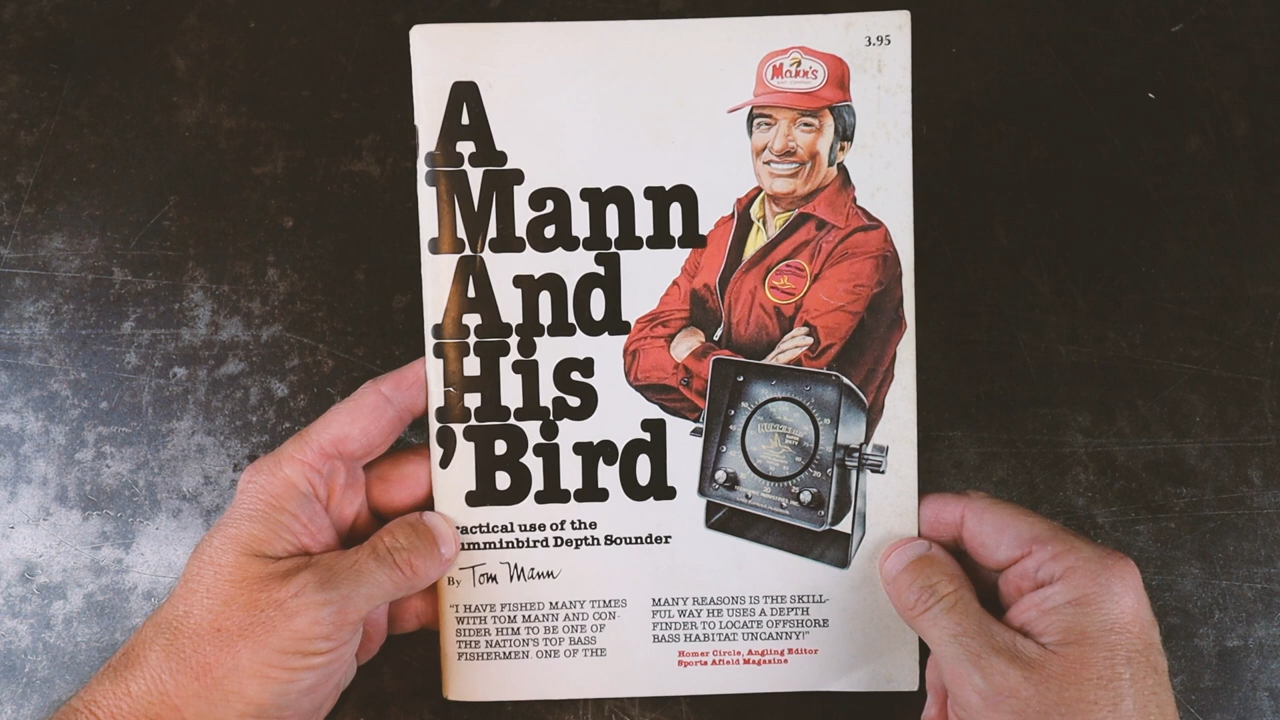 3.95
Mann's
A
Mann
And
His
'Bird
ractical use of the
umminbird Depth Sounder
By Tom Mann
"I HAVE FISHED MANY TIMES
WITH TOM MANN AND CON-
SIDER HIM TO BE ONE OF
THE NATION'S TOP BASS
FISHERMEN. ONE OF THE
MANY REASONS IS THE SKILL-
FUL WAY HE USES A DEPTH
FINDER TO LOCATE OFFSHORE
BASS HABITAT. UNCANNY!"
Homer Circle, Angling Editor
Sports Afield Magazine